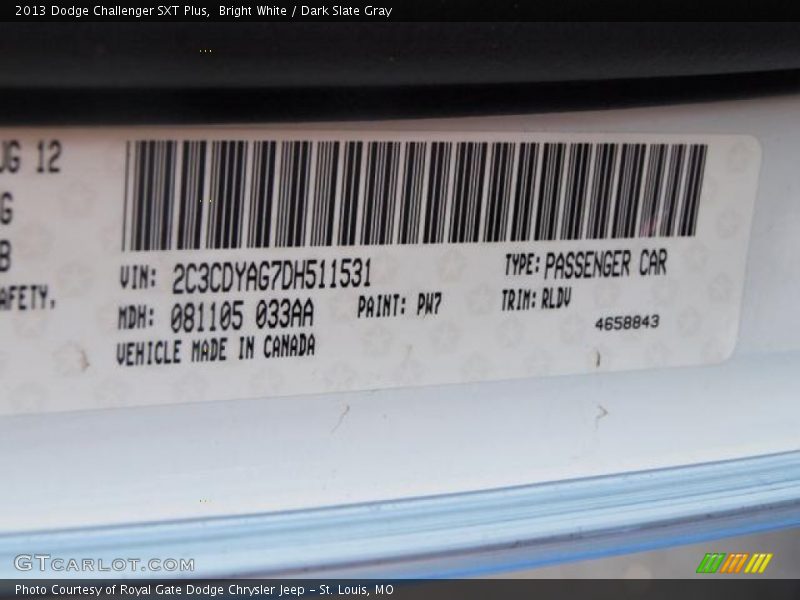 2013 Dodge Challenger SXT Plus,  Bright White / Dark Slate Gray
UG 12
G
B
AFETY.
VIN: 2C3CDYAG7DH511531
TYPE: PASSENGER CAR
MDH: 081105 033AA
PAINT: PW7
TRIM: RLDV
VEHICLE MADE IN CANADA
4658843
GTCARLOT.COM
Photo Courtesy of Royal Gate Dodge Chrysler Jeep - St. Louis, MO